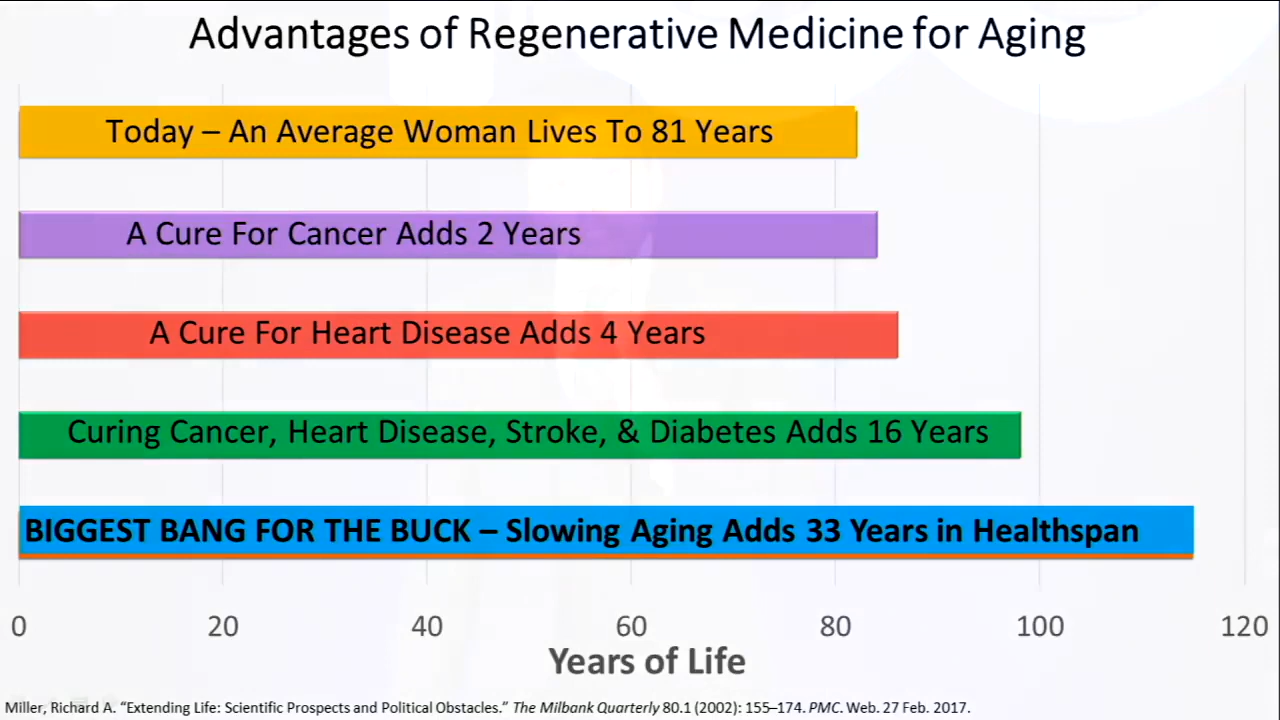 Advantages of Regenerative Medicine for Aging
Today – An Average Woman Lives To 81 Years
A Cure For Cancer Adds 2 Years
A Cure For Heart Disease Adds 4 Years
Curing Cancer, Heart Disease, Stroke, & Diabetes Adds 16 Years
BIGGEST BANG FOR THE BUCK – Slowing Aging Adds 33 Years in Healthspan
0 20 40 60 80 100 120
Years of Life
Miller, Richard A. “Extending Life: Scientific Prospects and Political Obstacles.” The Milbank Quarterly 80.1 (2002): 155–174. PMC. Web. 27 Feb. 2017.